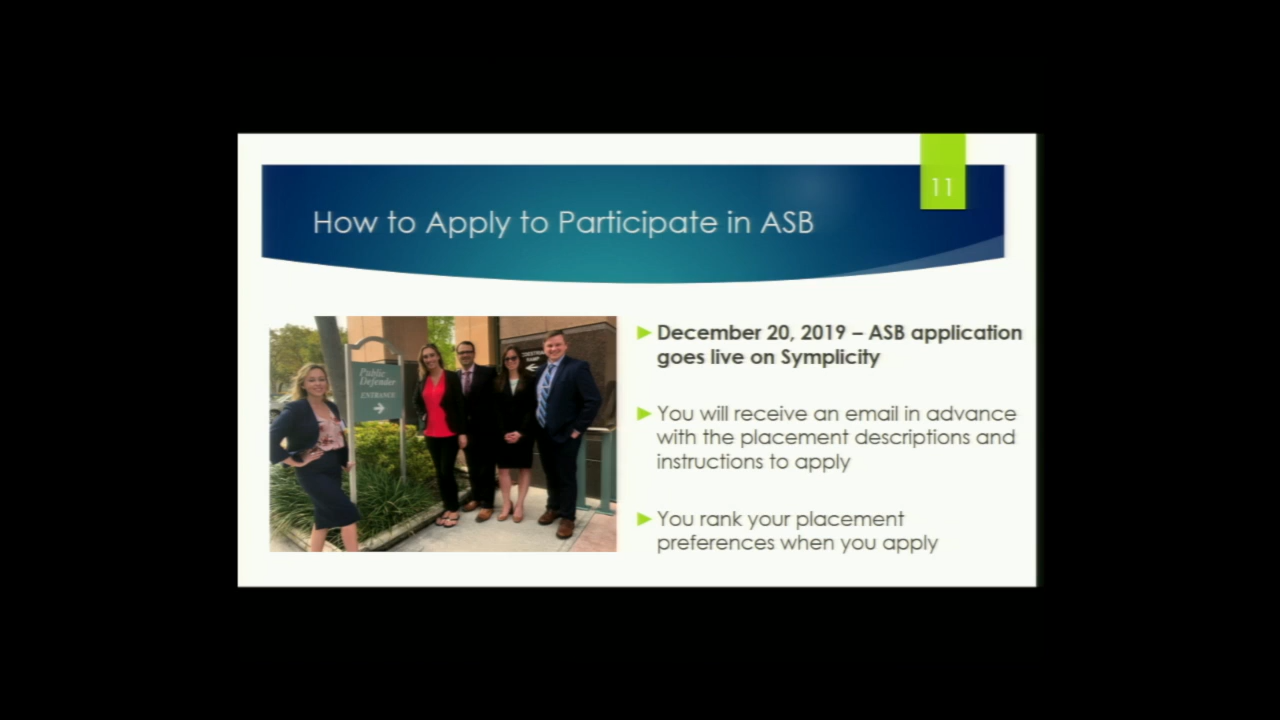 11
How to Apply to Participate in ASB
Public
Defender
ENTRANCE
December 20, 2019 – ASB application
goes live on Symplicity
You will receive an email in advance
with the placement descriptions and
instructions to apply
You rank your placement
preferences when you apply